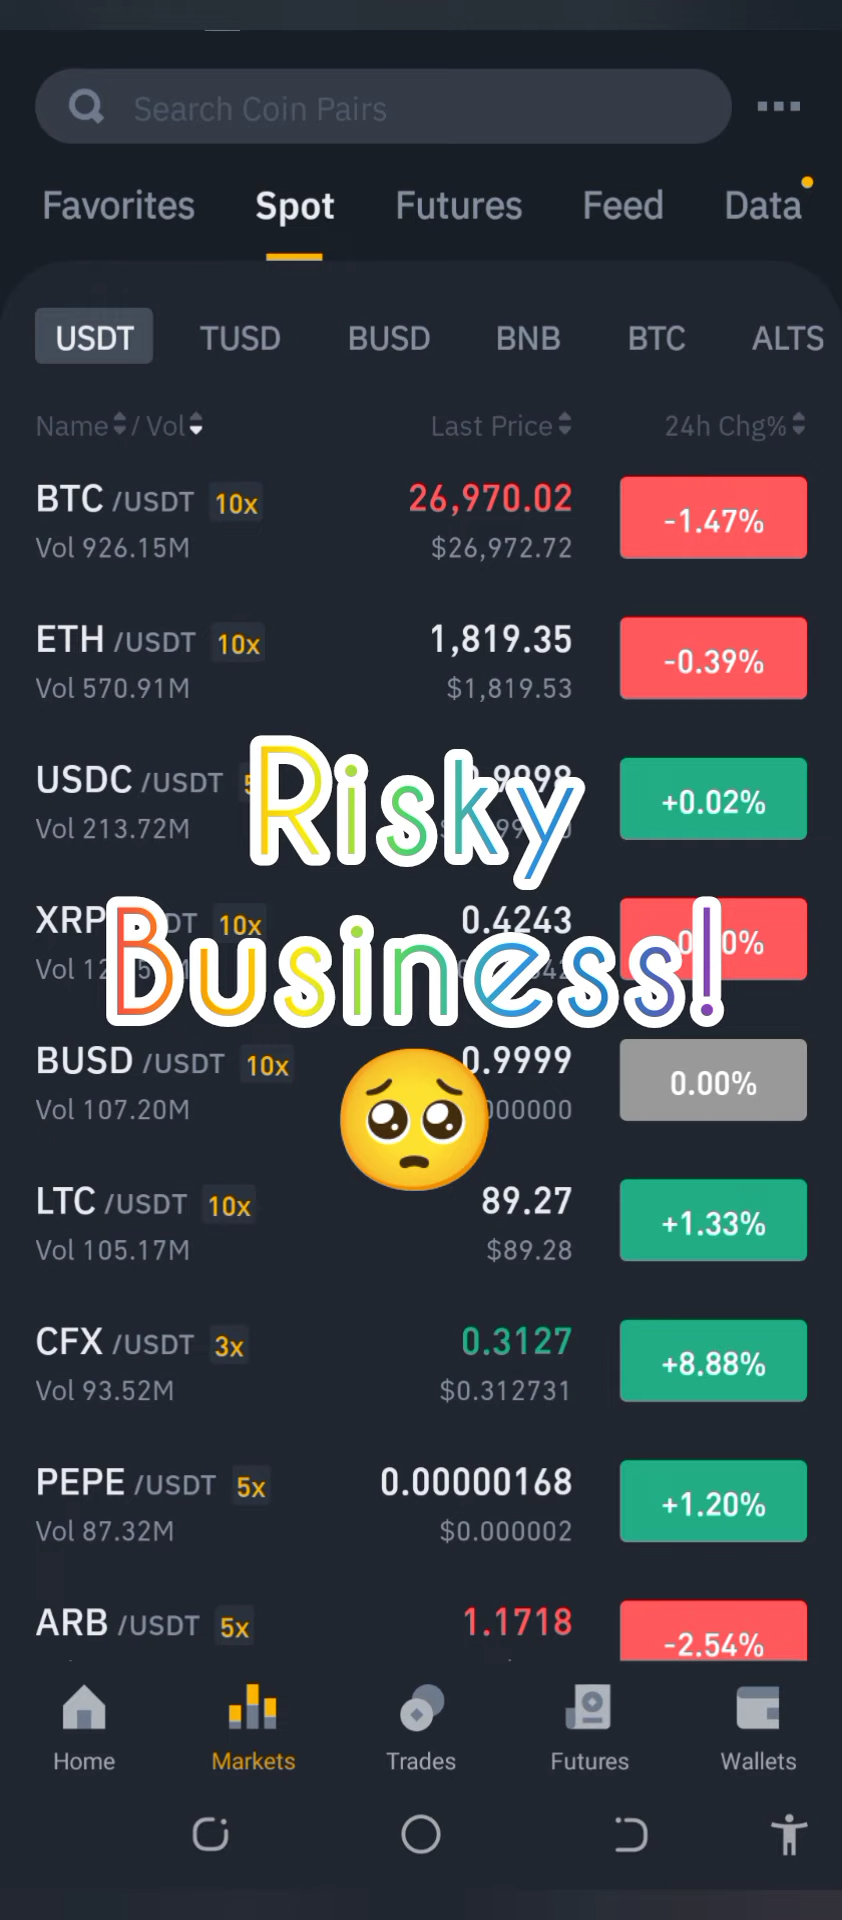 Search Coin Pairs
Favorites Spot Futures Feed Data
USDT TUSD BUSD BNB BTC ALTS
Name / Vol Last Price 24h Chg%
BTC /USDT 10x 26,970.02 -1.47%
Vol 926.15M $26,972.72
ETH /USDT 10x 1,819.35 -0.39%
Vol 570.91M $1,819.53
USDC /USDT +0.02%
Vol 213.72M
Risky
XRP 10x 0.4243
Vol
Business!
BUSD /USDT 10x 0.9999 0.00%
Vol 107.20M
LTC /USDT 10x 89.27 +1.33%
Vol 105.17M $89.28
CFX /USDT 3x 0.3127 +8.88%
Vol 93.52M $0.312731
PEPE /USDT 5x 0.00000168 +1.20%
Vol 87.32M $0.000002
ARB /USDT 5x 1.1718 -2.54%
Home Markets Trades Futures Wallets